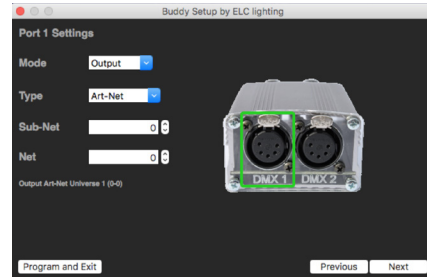 Buddy Setup by ELC lighting
Port 1 Settings
Mode Output
Type Art-Net
Sub-Net 0
Net 0
Output Art-Net Universe 1 (0-0)
DMX 1 DMX 2
Program and Exit Previous Next